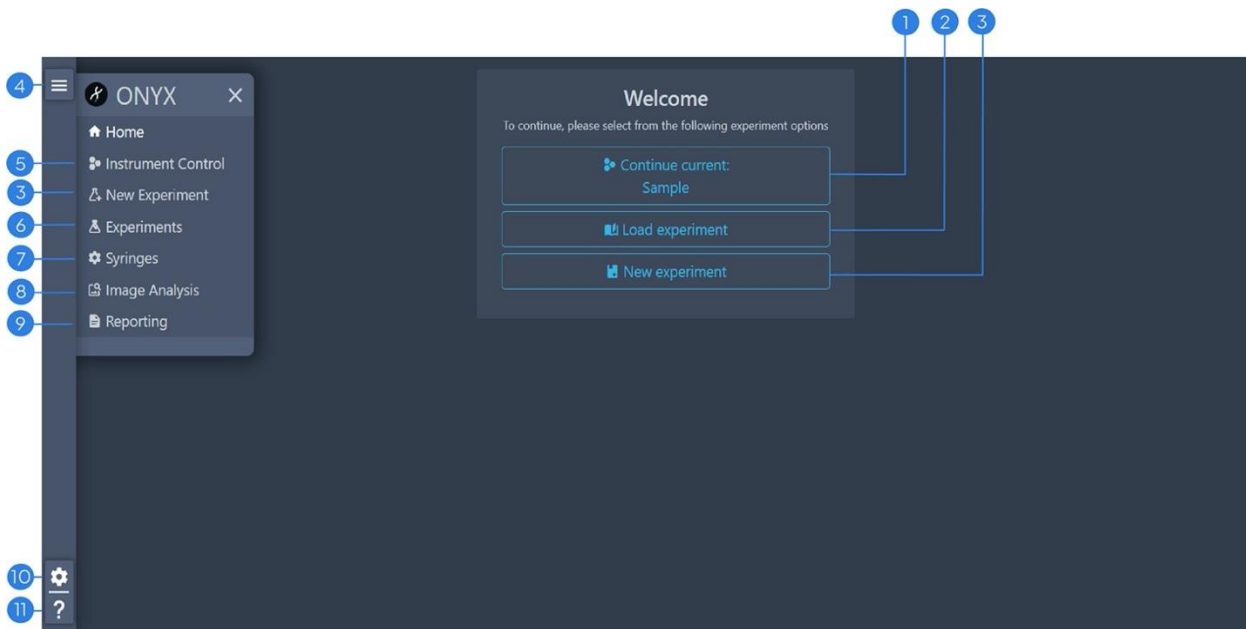 1 2 3
4
ONYX
Home
5 Instrument Control
3 New Experiment
6 Experiments
7 Syringes
8 Image Analysis
9 Reporting
Welcome
To continue, please select from the following experiment options
Continue current:
Sample
Load experiment
New experiment
10
11 ?